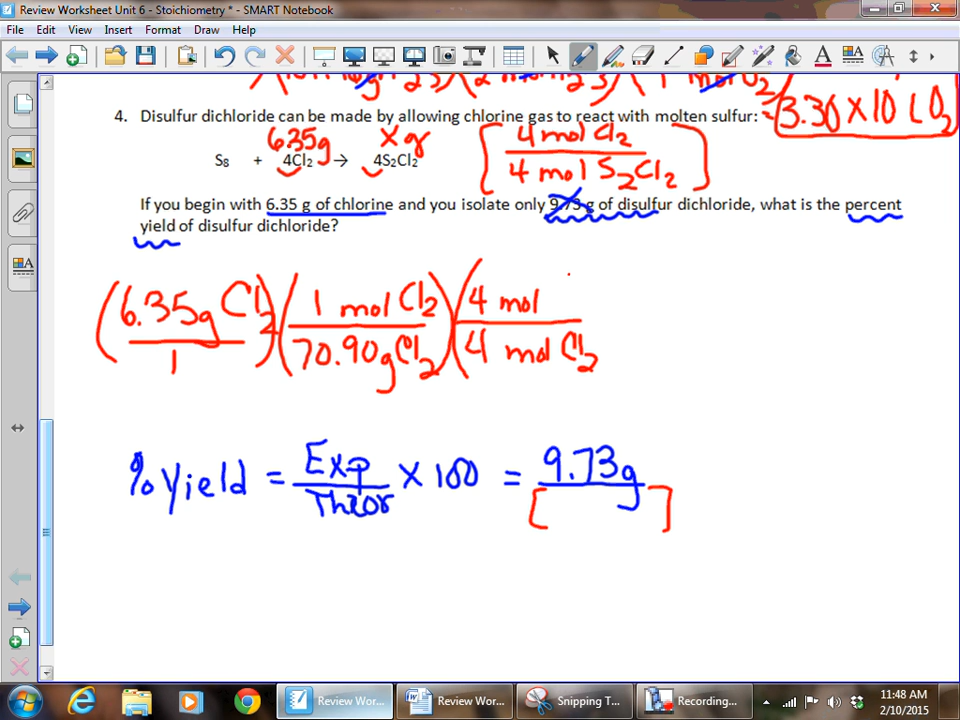 Review Worksheet Unit 6 - Stoichiometry * - SMART Notebook
File Edit View Insert Format Draw Help
3.30 X 10 L O2
4. Disulfur dichloride can be made by allowing chlorine gas to react with molten sulfur:
6.35g X gr
S8 + 4Cl2 → 4S2Cl2
[4 mol Cl2
4 mol S2Cl2]
If you begin with 6.35 g of chlorine and you isolate only 9.73 g of disulfur dichloride, what is the percent
yield of disulfur dichloride?
(6.35g Cl2 / 1)(1 mol Cl2 / 70.90g Cl2)(4 mol / 4 mol Cl2
% Yield = Exp / Theor X 100 = 9.73g / [ ]
Review Wor...
Review Wor...
Snipping T...
Recording...
11:48 AM
2/10/2015